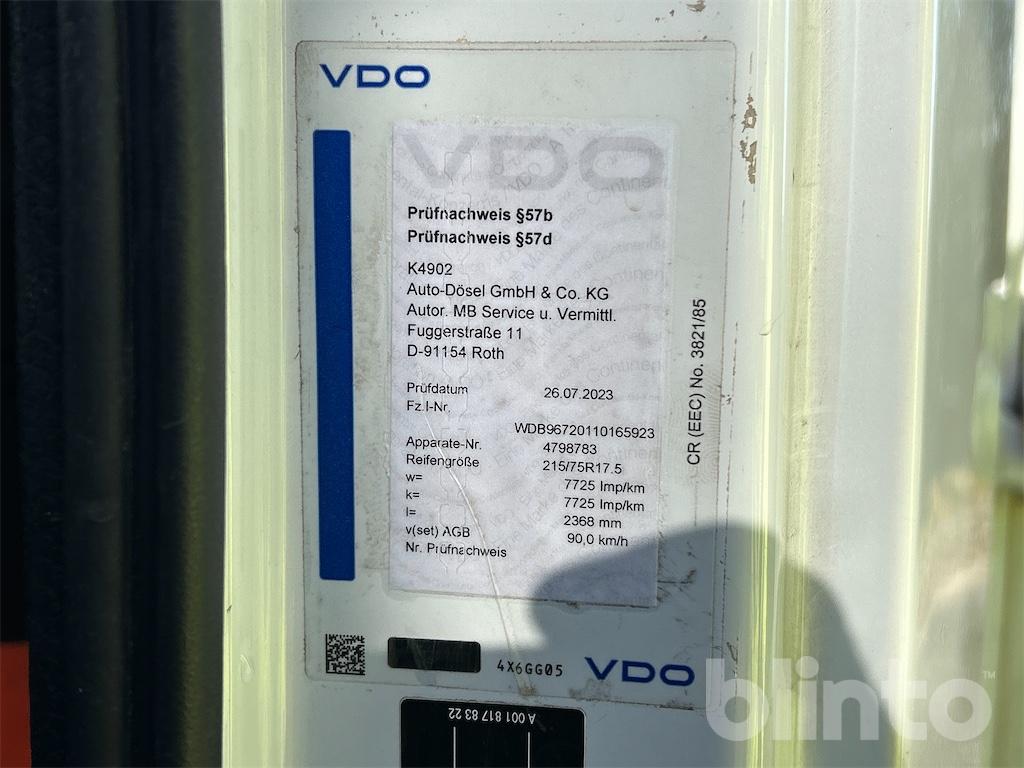 VDO
VDO
Prüfnachweis §57b
Prüfnachweis §57d
K4902
Auto-Dösel GmbH & Co. KG
Autor. MB Service u. Vermittl.
Fuggerstraße 11
D-91154 Roth
Prüfdatum 26.07.2023
Fz.I-Nr.
WDB96720110165923
Apparate-Nr. 4798783
Reifengröße 215/75R17.5
w= 7725 Imp/km
k= 7725 Imp/km
l= 2368 mm
v(set) AGB 90,0 km/h
Nr. Prüfnachweis
CR (EEC) No. 3821/85
4X6GG05
VDO
A 001 817 83 22
blinto™